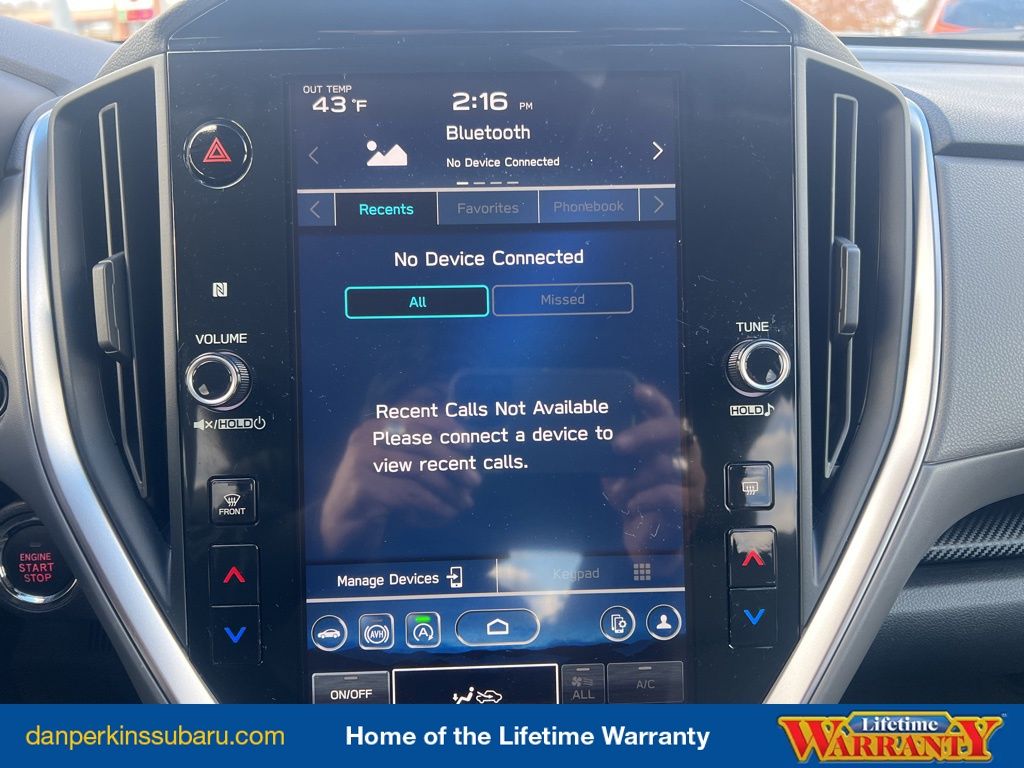 OUT TEMP
43 °F
2:16 PM
Bluetooth
No Device Connected
Recents
Favorites
Phonebook
No Device Connected
All
Missed
VOLUME
HOLD
TUNE
HOLD
Recent Calls Not Available
Please connect a device to
view recent calls.
FRONT
ENGINE
START
STOP
Manage Devices
Keypad
AVH
A
ON/OFF
ALL
A/C
danperkinssubaru.com
Home of the Lifetime Warranty
Lifetime
WARRANTY